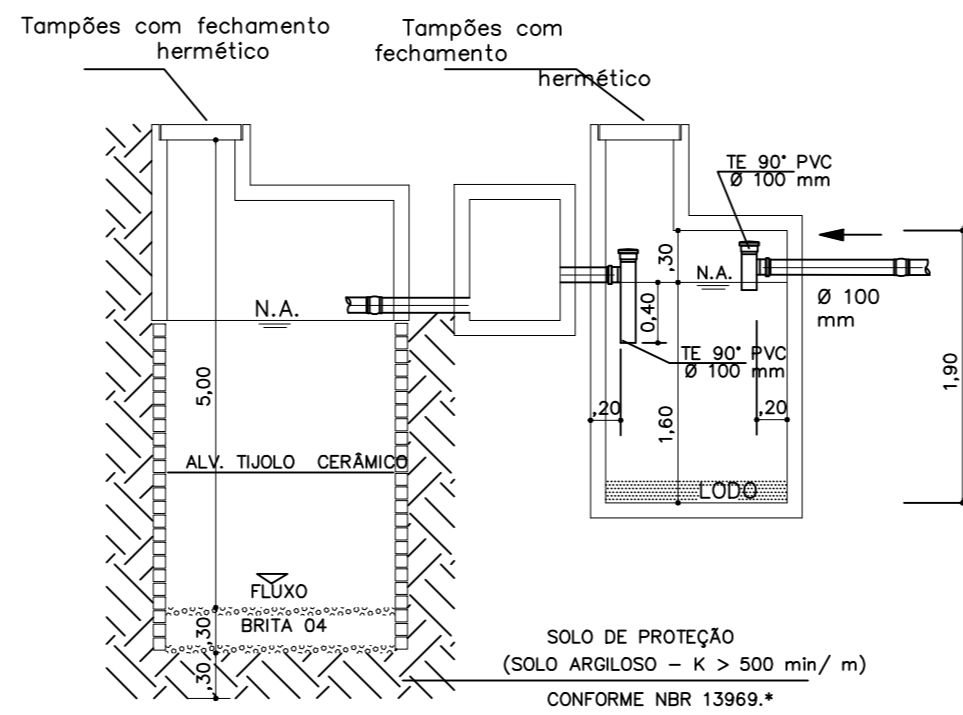 Tampões com fechamento
hermético
Tampões com
fechamento
hermético
TE 90° PVC
Ø 100 mm
,30
N.A.
Ø 100
mm
0,40
N.A.
TE 90° PVC
Ø 100 mm
1,90
5,00
,20
1,60
,20
ALV. TIJOLO CERÂMICO
LODO
FLUXO
BRITA 04
,30
,30
SOLO DE PROTEÇÃO
(SOLO ARGILOSO – K > 500 min/ m)
CONFORME NBR 13969.*